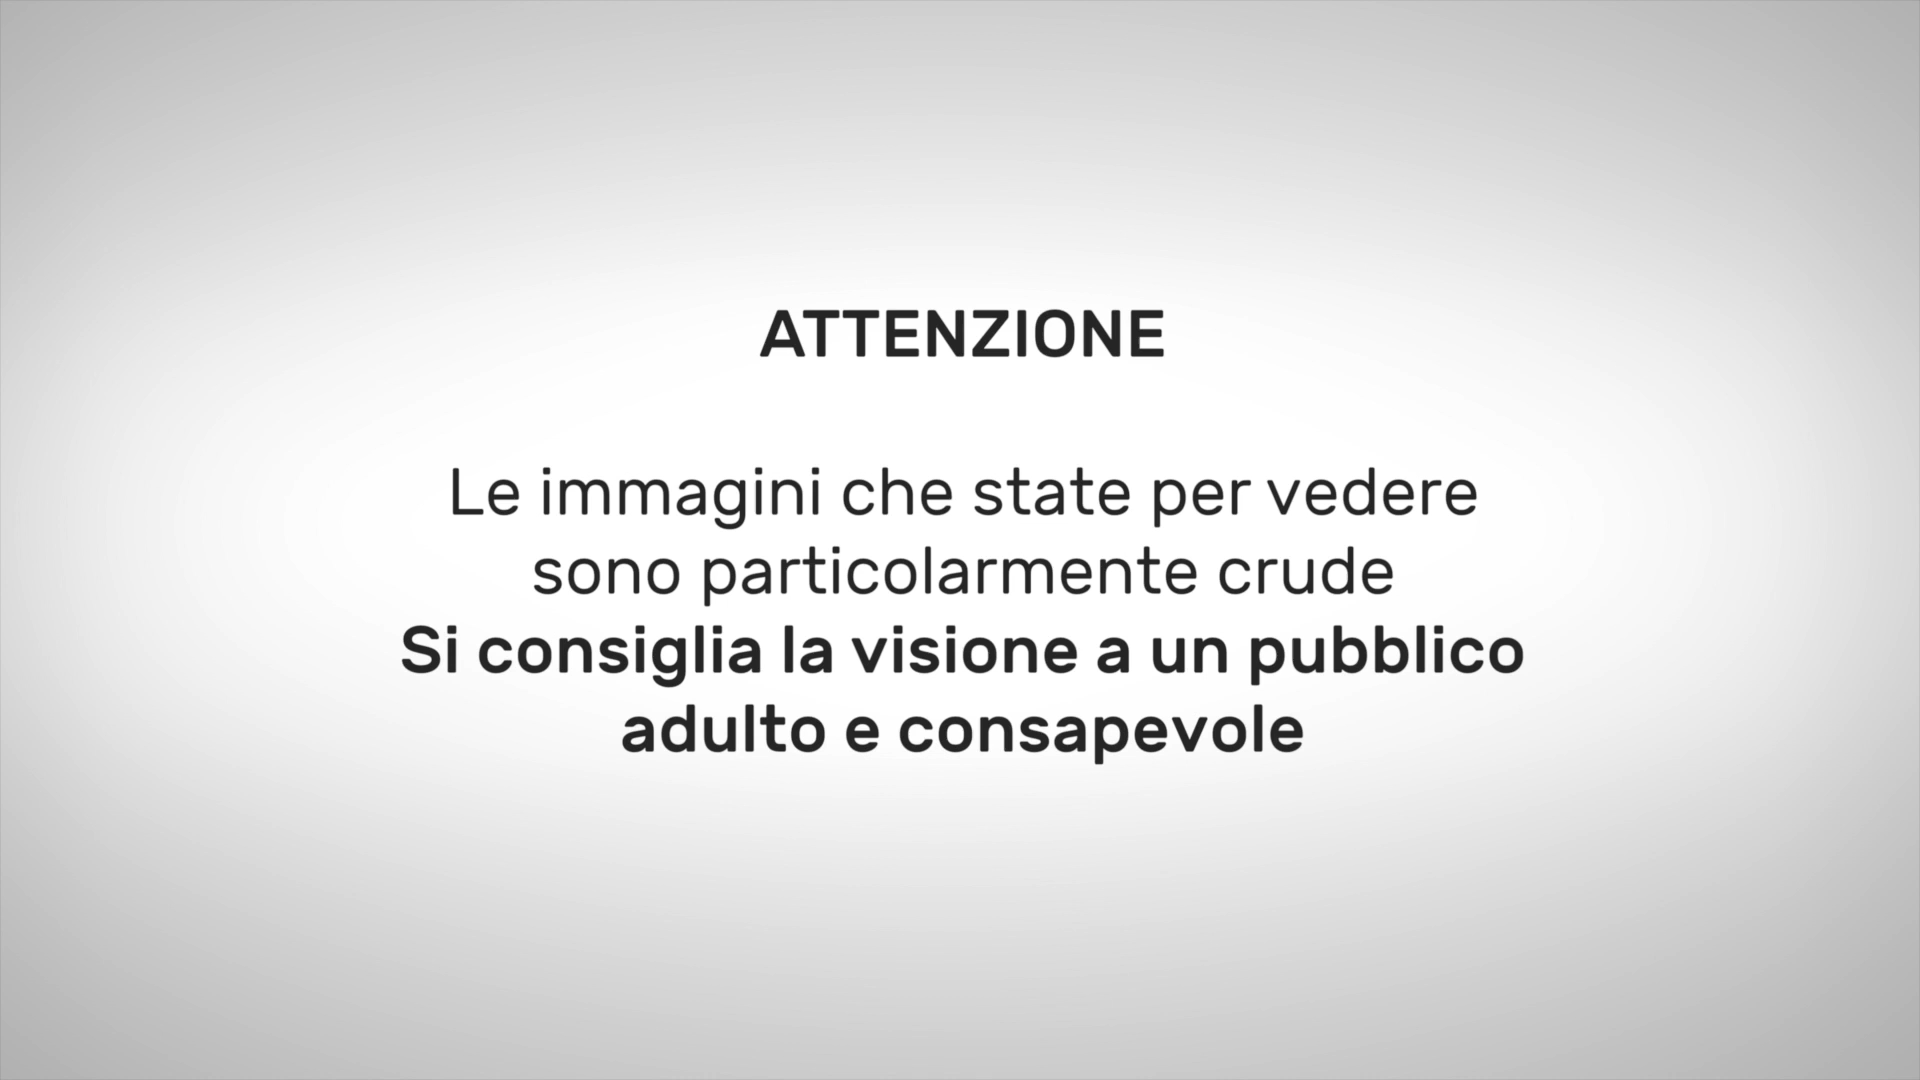 ATTENZIONE
Le immagini che state per vedere
sono particolarmente crude
Si consiglia la visione a un pubblico
adulto e consapevole